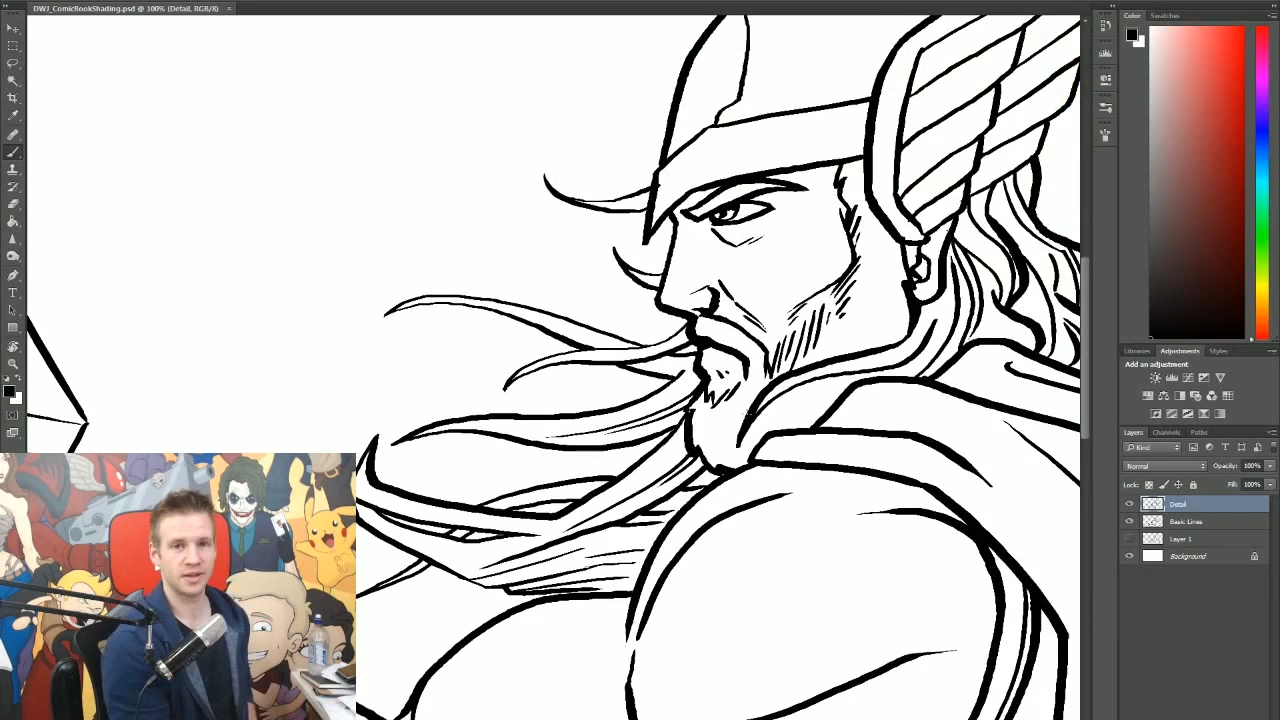 DWJ_ComicBookShading.psd @ 100% (Detail, RGB/8)
Color
Swatches
Libraries
Adjustments
Styles
Add an adjustment
Layers
Channels
Paths
Kind
Normal
Opacity: 100%
Lock:
Fill: 100%
Detail
Basic Lines
Layer 1
Background